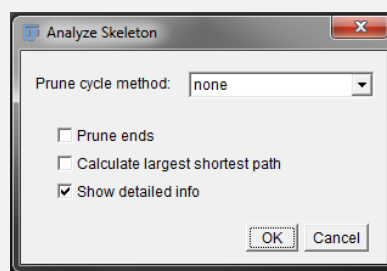 Analyze Skeleton
Prune cycle method: none
Prune ends
Calculate largest shortest path
Show detailed info
OK Cancel